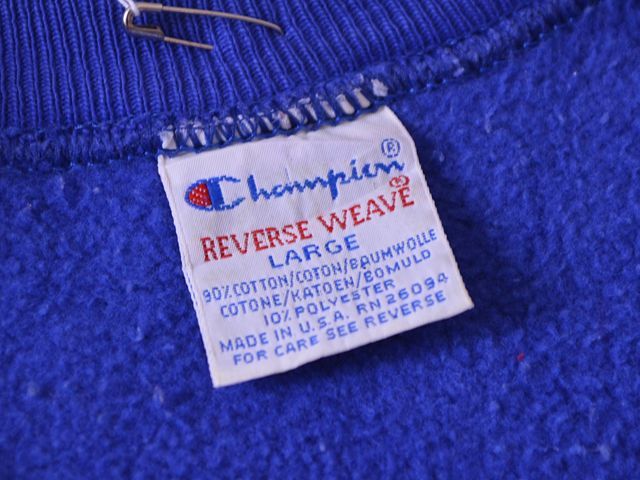 Champion®
REVERSE WEAVE®
LARGE
90% COTTON/COTON/BAUMWOLLE
COTONE/KATOEN/BOMULD
10% POLYESTER
MADE IN U.S.A. RN 26094
FOR CARE SEE REVERSE